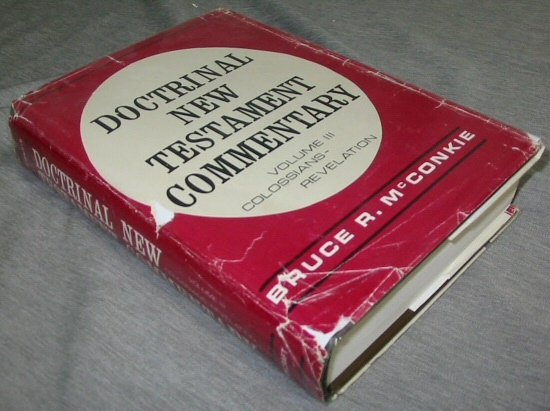 DOCTRINAL
NEW
TESTAMENT
COMMENTARY
VOLUME III
COLOSSIANS-
REVELATION
BRUCE R. McCONKIE
DOCTRINAL NEW